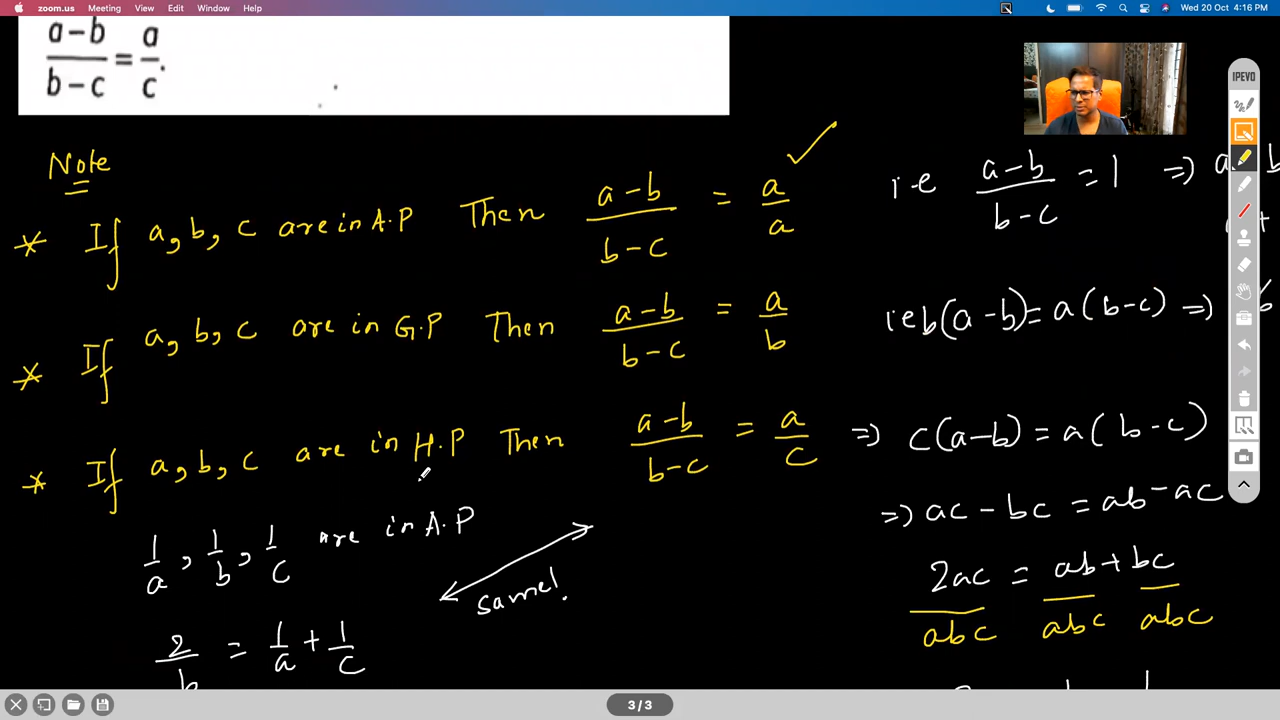 zoom.us Meeting View Edit Window Help Wed 20 Oct 4:16 PM
a-b/b-c = a/c.
IPEVO
Note
* If a, b, c are in A.P Then a-b/b-c = a/a ✓ ie a-b/b-c = 1 ⇒
* If a, b, c are in G.P Then a-b/b-c = a/b ie b(a-b) = a(b-c) ⇒
* If a, b, c are in H.P Then a-b/b-c = a/c ⇒ c(a-b) = a(b-c)
⇒ ac - bc = ab - ac
1/a, 1/b, 1/c are in A.P
same!
2ac/abc = ab/abc + bc/abc
2/b = 1/a + 1/c
3/3